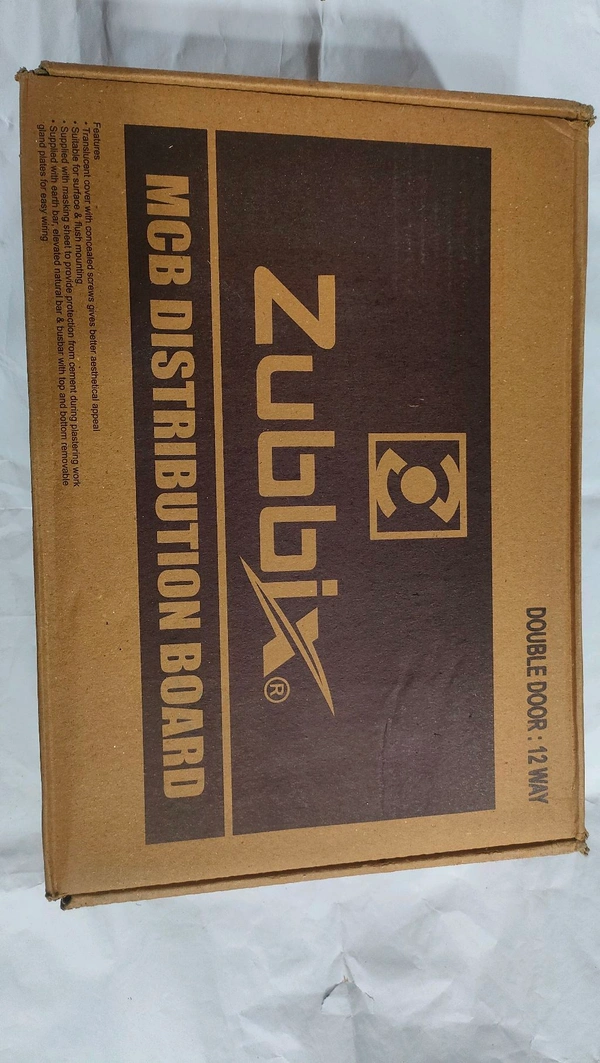 DOUBLE DOOR : 12 WAY
Zubbix®
MCB DISTRIBUTION BOARD
Features
• Translucent cover with concealed screws gives better aesthetical appeal
• Suitable for surface & flush mounting
• Supplied with masking sheet to provide protection from cement during plastering work
• Supplied with earth bar, elevated natural bar & busbar with top and bottom removable
gland plates for easy wiring